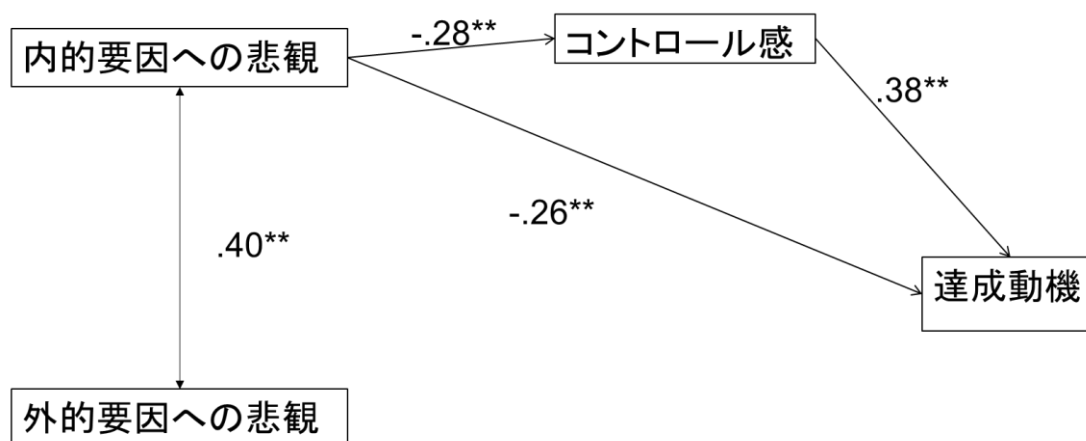 -.28**
コントロール感
内的要因への悲観
.38**
-.26**
.40**
達成動機
外的要因への悲観